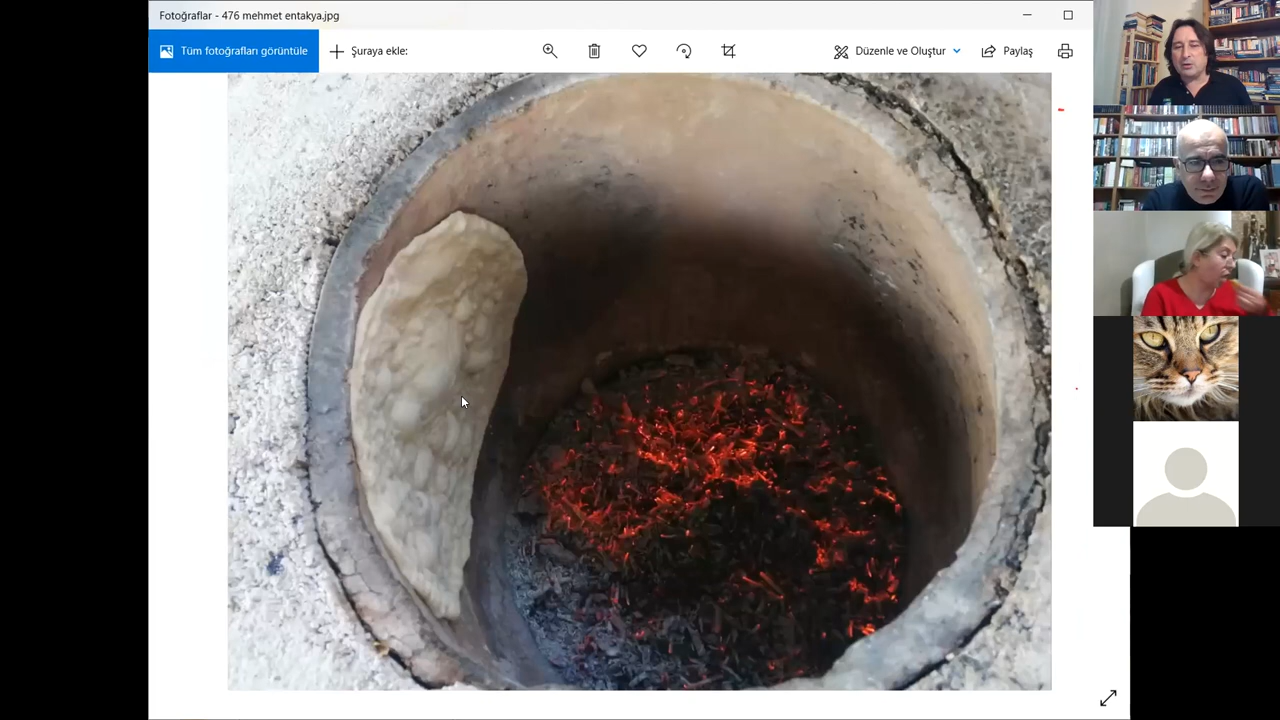 Fotoğraflar - 476 mehmet entakya.jpg
Tüm fotoğrafları görüntüle
Şuraya ekle:
Düzenle ve Oluştur
Paylaş